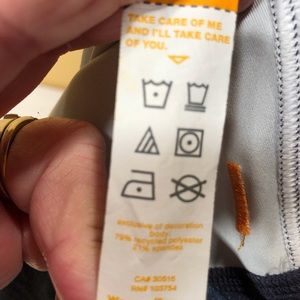 TAKE CARE OF ME
AND I'LL TAKE CARE
OF YOU.
exclusive of decoration
body:
79% recycled polyester
21% spandex
CA# 30516
RN# 103754